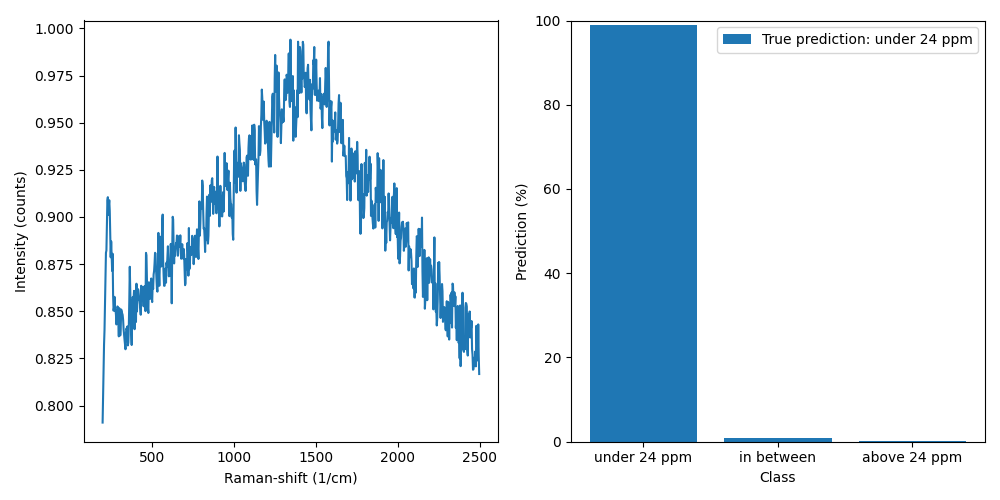 1.000
0.975
0.950
0.925
0.900
0.875
0.850
0.825
0.800
Intensity (counts)
500
1000
1500
2000
2500
Raman-shift (1/cm)
100
80
60
40
20
0
Prediction (%)
True prediction: under 24 ppm
under 24 ppm
in between
above 24 ppm
Class